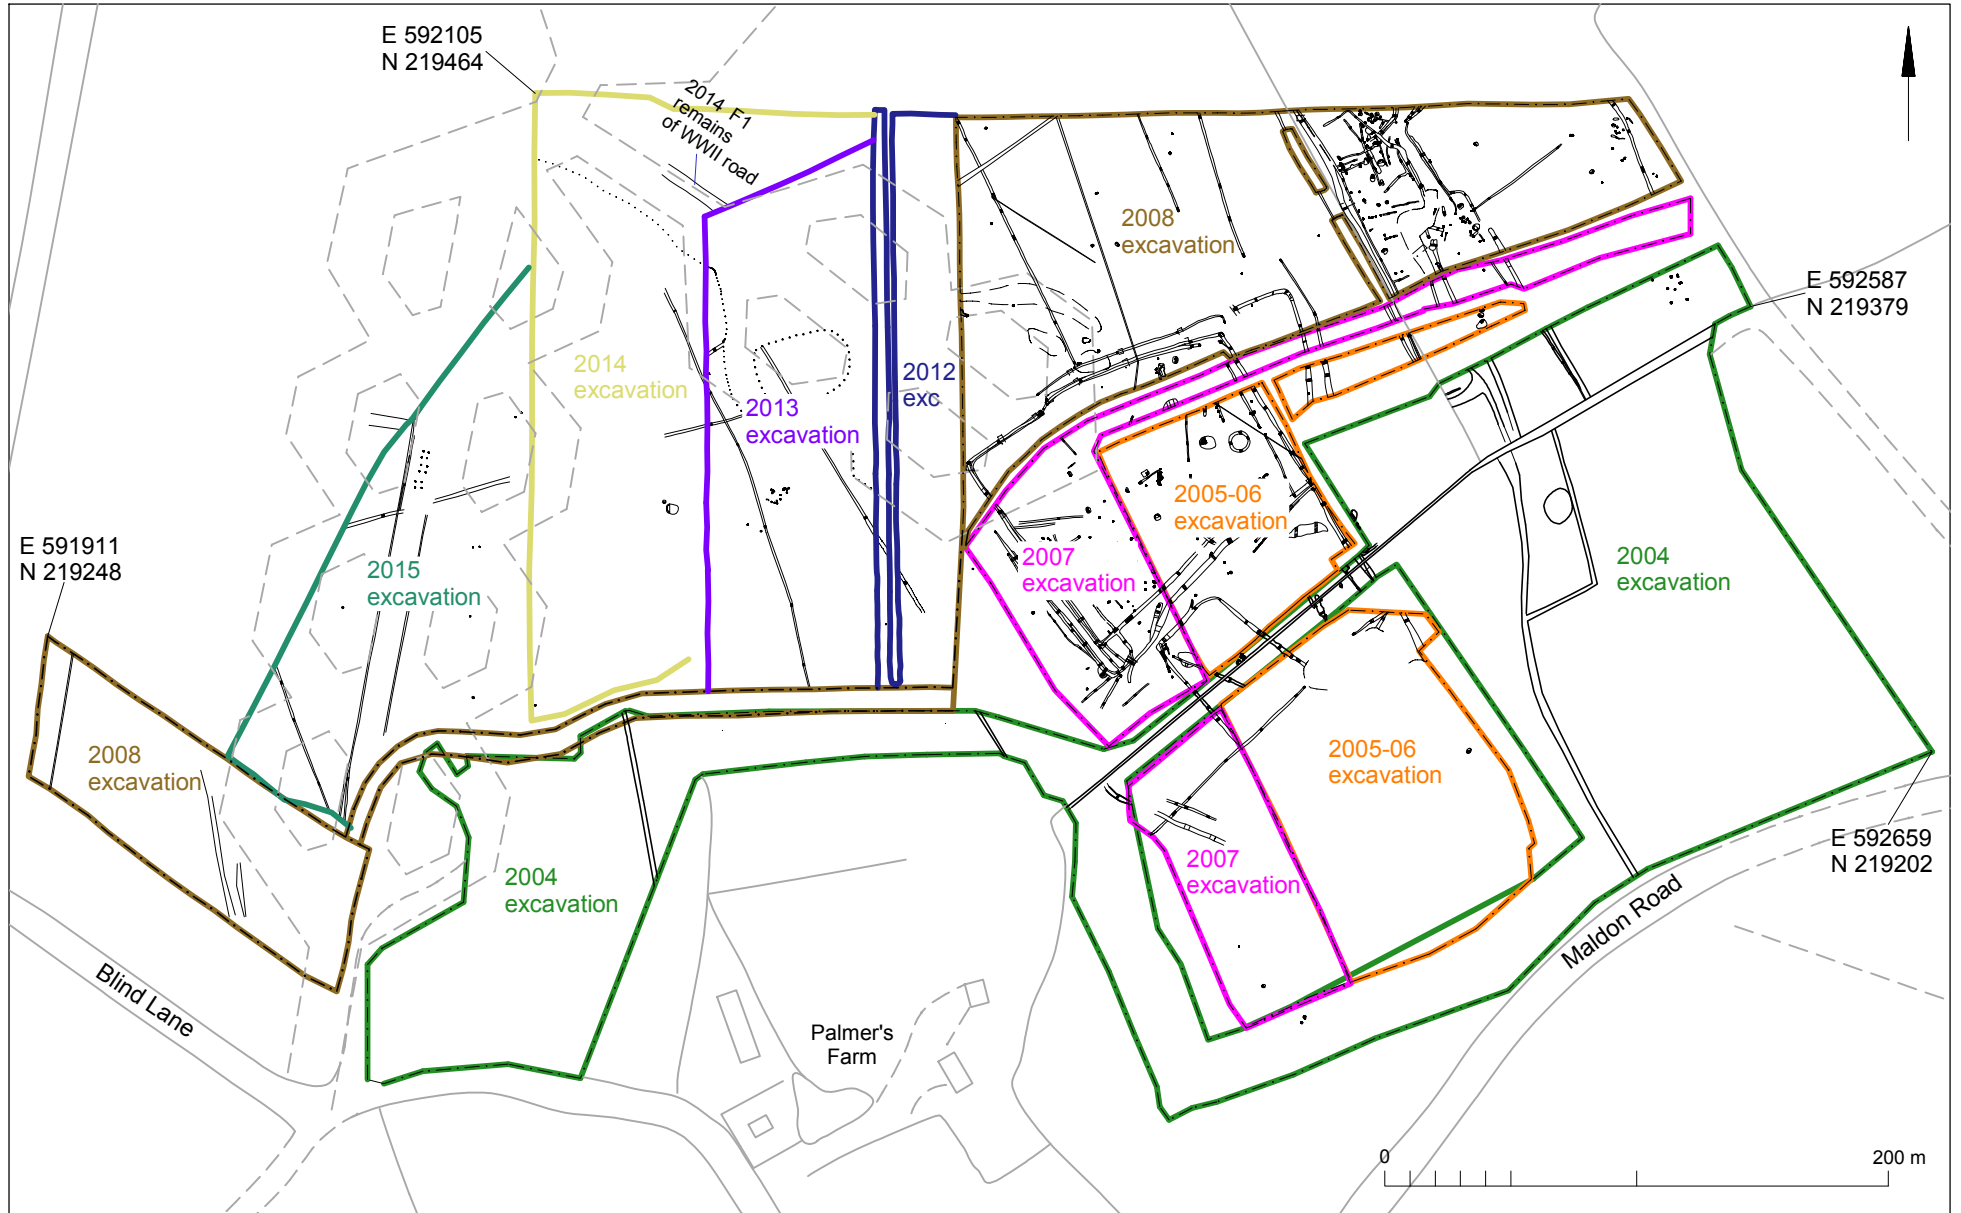 E 592105
N 219464
2014 F1
remains
of WWII road
2008
excavation
E 592587
N 219379
2014
excavation
2012
exc
2013
excavation
2005-06
excavation
E 591911
N 219248
2015
excavation
2007
excavation
2004
excavation
2008
excavation
2005-06
excavation
E 592659
N 219202
2004
excavation
2007
excavation
Maldon Road
Blind Lane
Palmer's
Farm
0 200 m